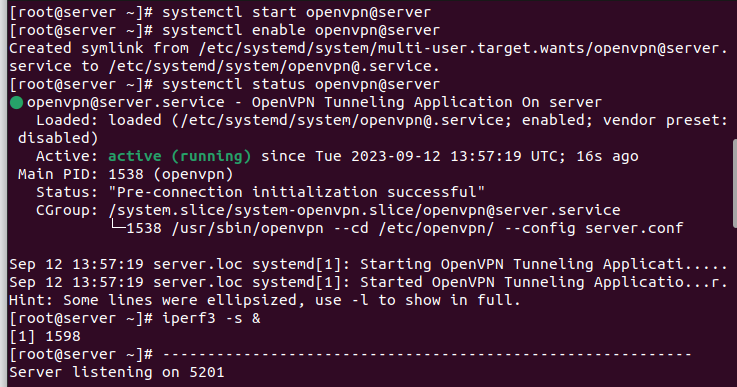 [root@server ~]# systemctl start openvpn@server
[root@server ~]# systemctl enable openvpn@server
Created symlink from /etc/systemd/system/multi-user.target.wants/openvpn@server.
service to /etc/systemd/system/openvpn@.service.
[root@server ~]# systemctl status openvpn@server
● openvpn@server.service - OpenVPN Tunneling Application On server
   Loaded: loaded (/etc/systemd/system/openvpn@.service; enabled; vendor preset:
 disabled)
   Active: active (running) since Tue 2023-09-12 13:57:19 UTC; 16s ago
 Main PID: 1538 (openvpn)
   Status: "Pre-connection initialization successful"
   CGroup: /system.slice/system-openvpn.slice/openvpn@server.service
           └─1538 /usr/sbin/openvpn --cd /etc/openvpn/ --config server.conf

Sep 12 13:57:19 server.loc systemd[1]: Starting OpenVPN Tunneling Applicati.....
Sep 12 13:57:19 server.loc systemd[1]: Started OpenVPN Tunneling Applicatio...r.
Hint: Some lines were ellipsized, use -l to show in full.
[root@server ~]# iperf3 -s &
[1] 1598
[root@server ~]# -----------------------------------------------------------
Server listening on 5201